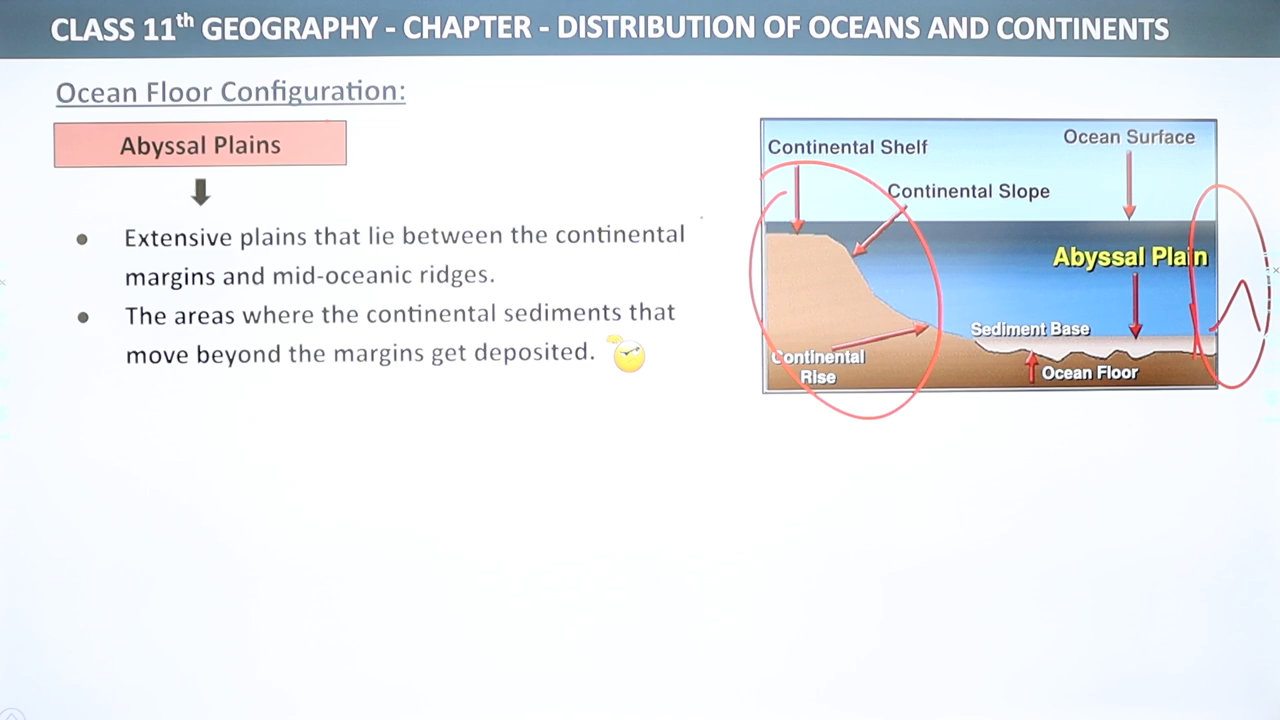 CLASS 11th GEOGRAPHY - CHAPTER - DISTRIBUTION OF OCEANS AND CONTINENTS
Ocean Floor Configuration:
Abyssal Plains
Extensive plains that lie between the continental
margins and mid-oceanic ridges.
The areas where the continental sediments that
move beyond the margins get deposited.
Continental Shelf
Ocean Surface
Continental Slope
Abyssal Plain
Sediment Base
Continental
Rise
Ocean Floor